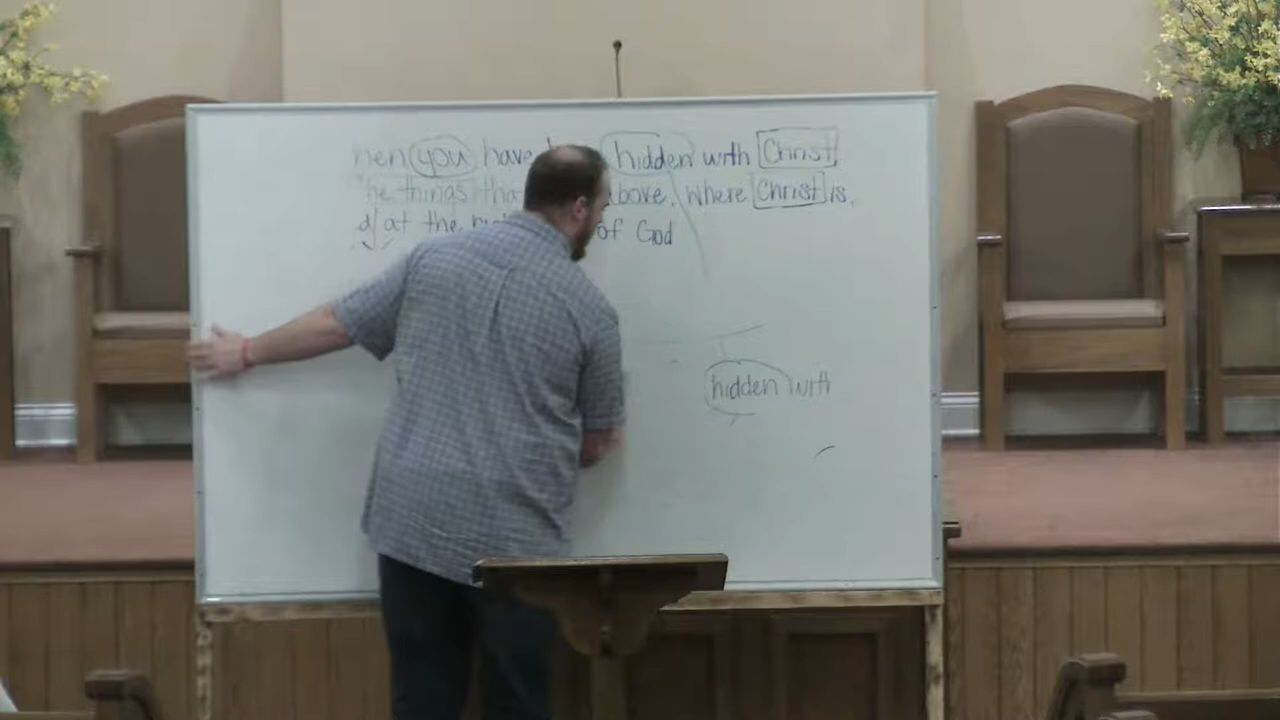 hen you have hidden with Christ
he things tha bove, where Christ is,
d at the of God
hidden with